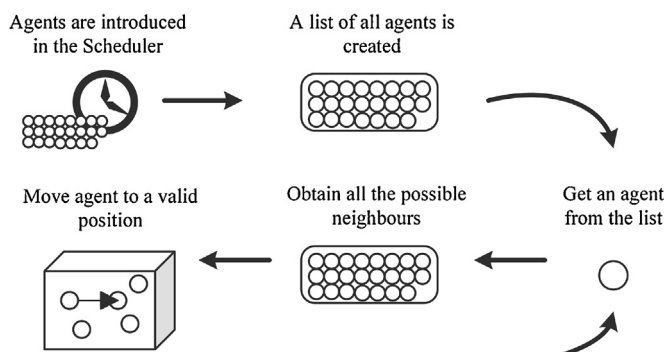 Agents are introduced
in the Scheduler
A list of all agents is
created
Move agent to a valid
position
Obtain all the possible
neighbours
Get an agent
from the list